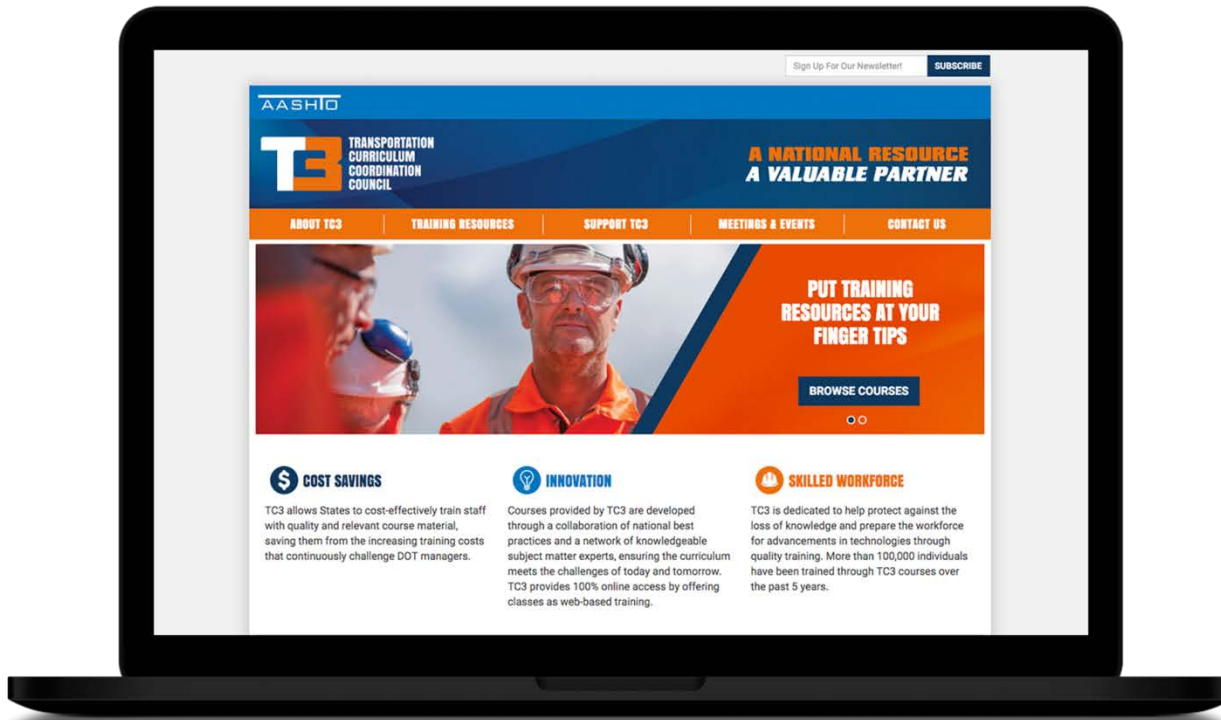 Sign Up For Our Newsletter!
SUBSCRIBE
AASHTO
TC3
TRANSPORTATION
CURRICULUM
COORDINATION
COUNCIL
A NATIONAL RESOURCE
A VALUABLE PARTNER
ABOUT TC3
TRAINING RESOURCES
SUPPORT TC3
MEETINGS & EVENTS
CONTACT US
PUT TRAINING
RESOURCES AT YOUR
FINGER TIPS
BROWSE COURSES
$ COST SAVINGS
TC3 allows States to cost-effectively train staff
with quality and relevant course material,
saving them from the increasing training costs
that continuously challenge DOT managers.
INNOVATION
Courses provided by TC3 are developed
through a collaboration of national best
practices and a network of knowledgeable
subject matter experts, ensuring the curriculum
meets the challenges of today and tomorrow.
TC3 provides 100% online access by offering
classes as web-based training.
SKILLED WORKFORCE
TC3 is dedicated to help protect against the
loss of knowledge and prepare the workforce
for advancements in technologies through
quality training. More than 100,000 individuals
have been trained through TC3 courses over
the past 5 years.